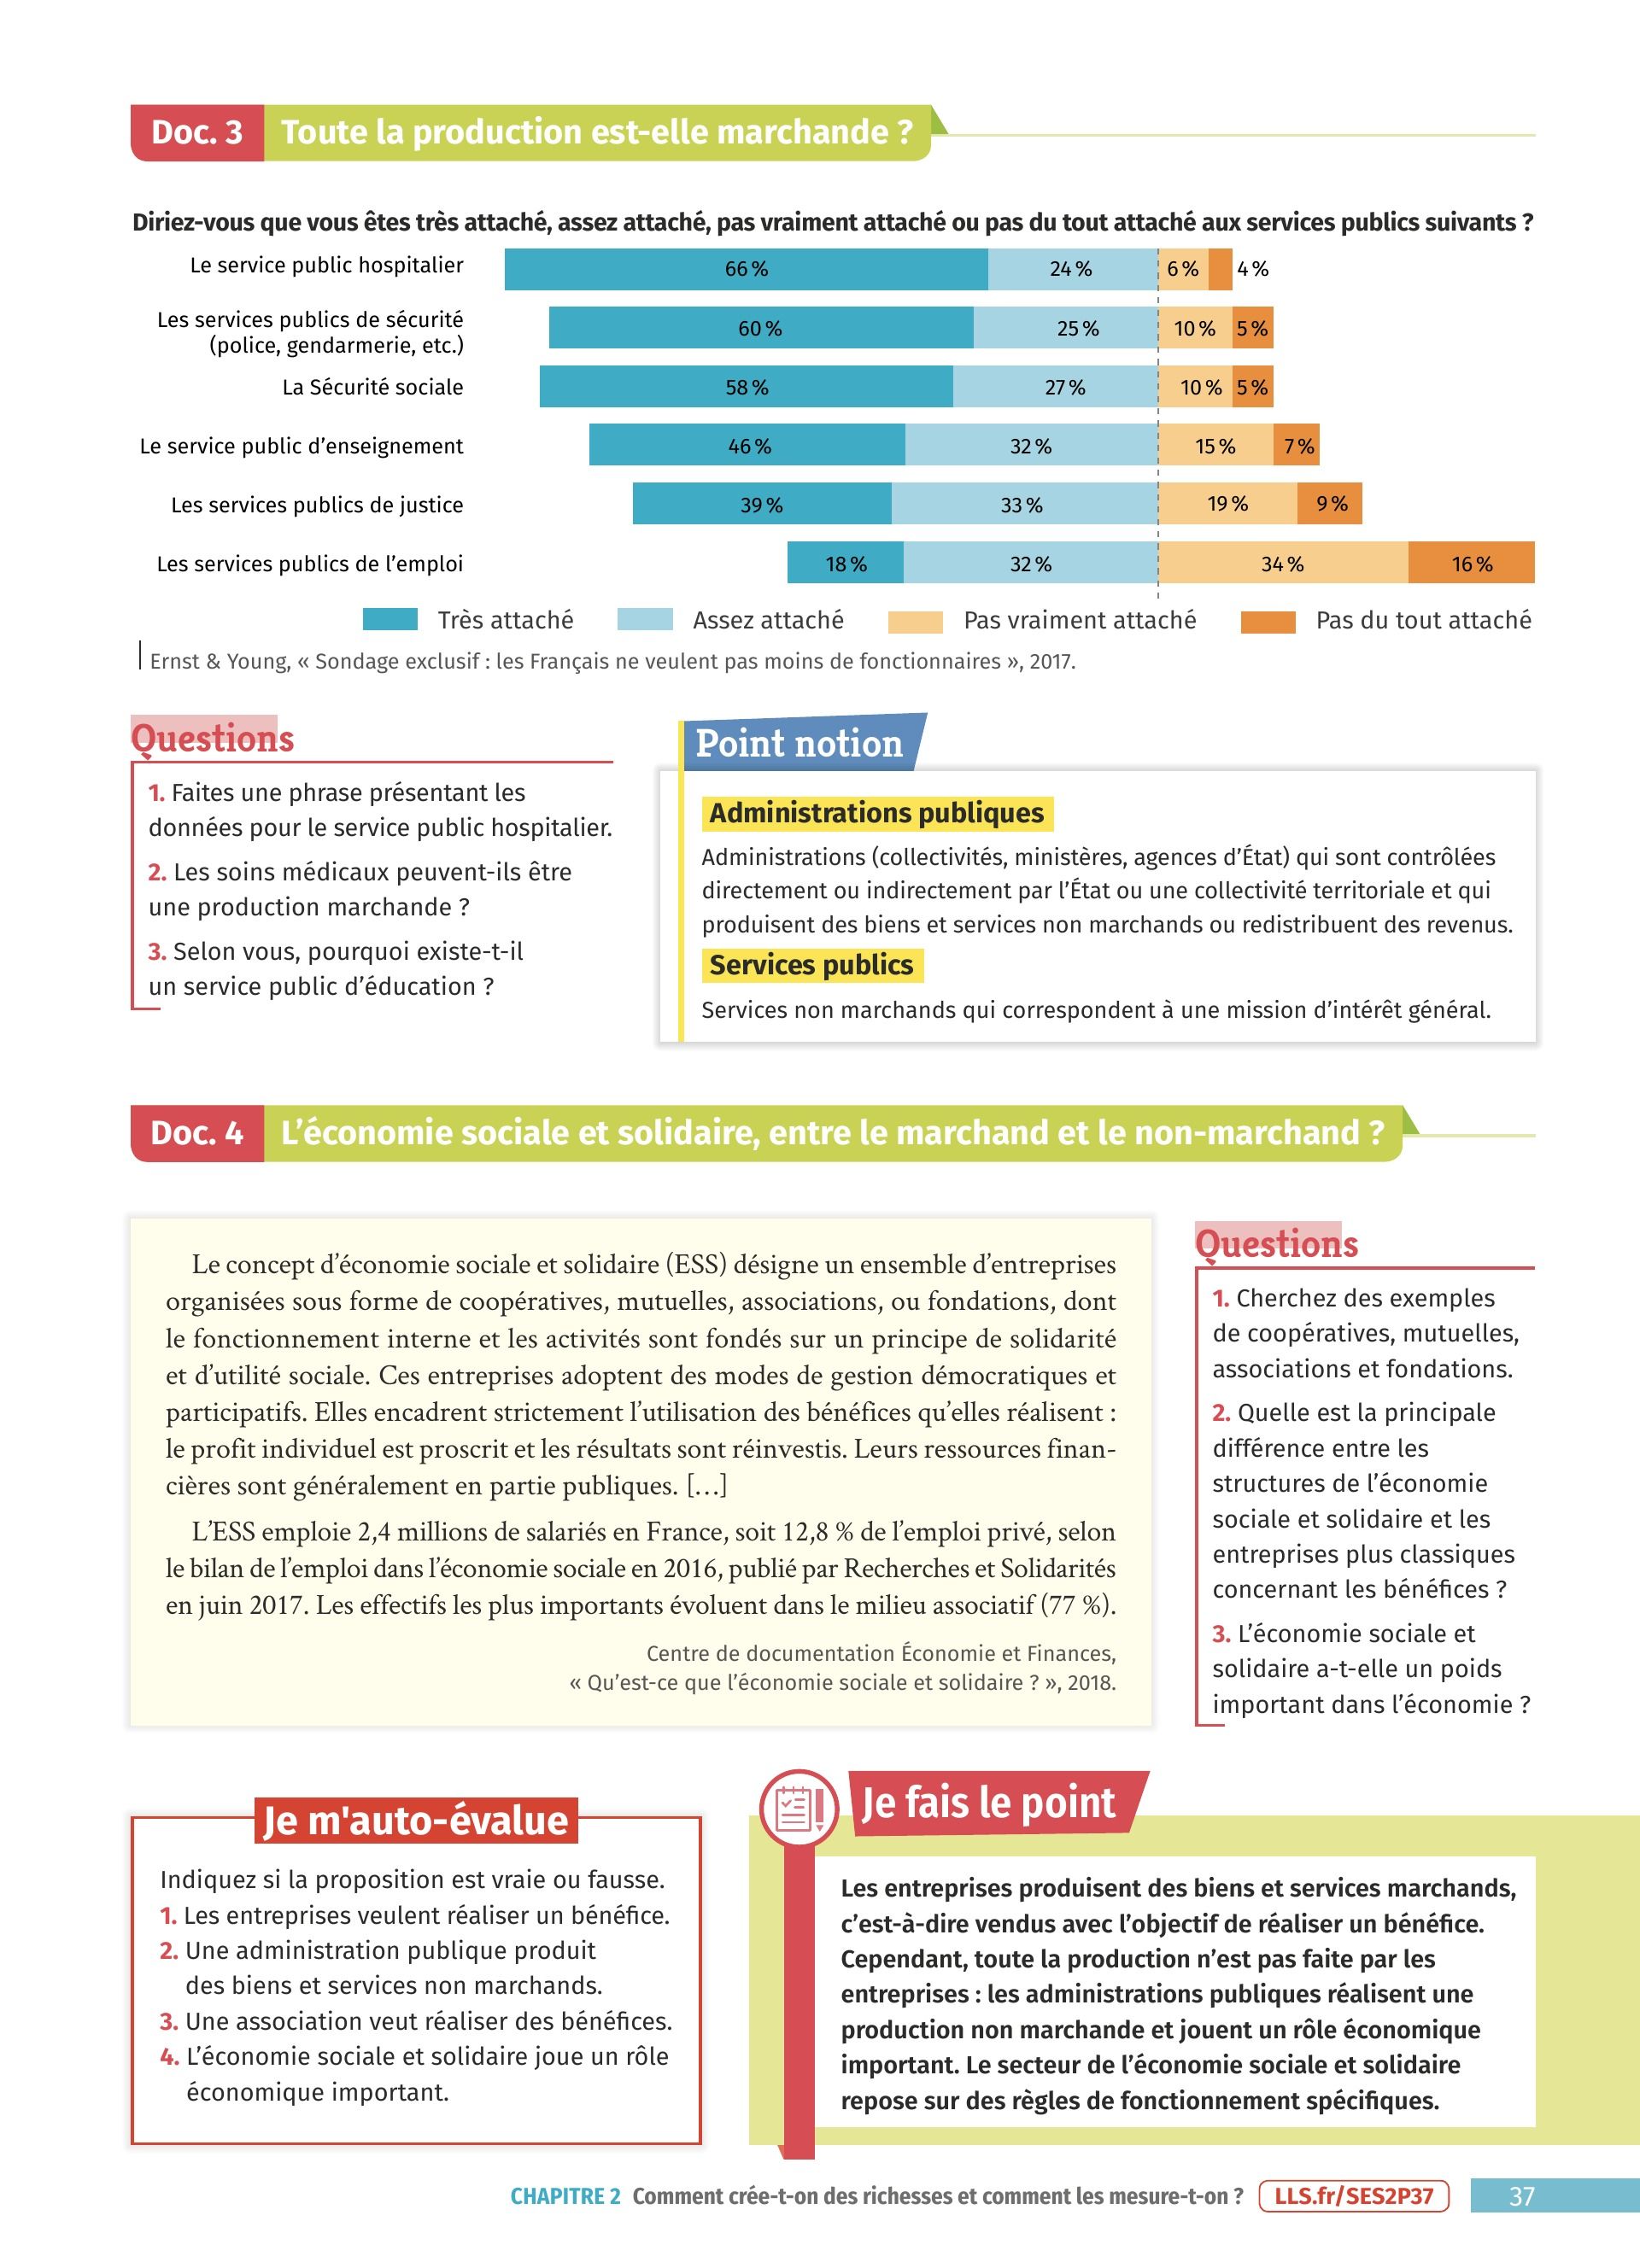 Doc. 3 Toute la production est-elle marchande ?
Diriez-vous que vous êtes très attaché, assez attaché, pas vraiment attaché ou pas du tout attaché aux services publics suivants ?
Le service public hospitalier 66 % 24 % 6 % 4 %
Les services publics de sécurité
(police, gendarmerie, etc.) 60 % 25 % 10 % 5 %
La Sécurité sociale 58 % 27 % 10 % 5 %
Le service public d’enseignement 46 % 32 % 15 % 7 %
Les services publics de justice 39 % 33 % 19 % 9 %
Les services publics de l’emploi 18 % 32 % 34 % 16 %
Très attaché Assez attaché Pas vraiment attaché Pas du tout attaché
Ernst & Young, « Sondage exclusif : les Français ne veulent pas moins de fonctionnaires », 2017.
Questions
1. Faites une phrase présentant les
données pour le service public hospitalier.
2. Les soins médicaux peuvent-ils être
une production marchande ?
3. Selon vous, pourquoi existe-t-il
un service public d’éducation ?
Point notion
Administrations publiques
Administrations (collectivités, ministères, agences d’État) qui sont contrôlées
directement ou indirectement par l’État ou une collectivité territoriale et qui
produisent des biens et services non marchands ou redistribuent des revenus.
Services publics
Services non marchands qui correspondent à une mission d’intérêt général.
Doc. 4 L’économie sociale et solidaire, entre le marchand et le non-marchand ?
Le concept d’économie sociale et solidaire (ESS) désigne un ensemble d’entreprises
organisées sous forme de coopératives, mutuelles, associations, ou fondations, dont
le fonctionnement interne et les activités sont fondés sur un principe de solidarité
et d’utilité sociale. Ces entreprises adoptent des modes de gestion démocratiques et
participatifs. Elles encadrent strictement l’utilisation des bénéfices qu’elles réalisent :
le profit individuel est proscrit et les résultats sont réinvestis. Leurs ressources finan-
cières sont généralement en partie publiques. […]
L’ESS emploie 2,4 millions de salariés en France, soit 12,8 % de l’emploi privé, selon
le bilan de l’emploi dans l’économie sociale en 2016, publié par Recherches et Solidarités
en juin 2017. Les effectifs les plus importants évoluent dans le milieu associatif (77 %).
Centre de documentation Économie et Finances,
« Qu’est-ce que l’économie sociale et solidaire ? », 2018.
Questions
1. Cherchez des exemples
de coopératives, mutuelles,
associations et fondations.
2. Quelle est la principale
différence entre les
structures de l’économie
sociale et solidaire et les
entreprises plus classiques
concernant les bénéfices ?
3. L’économie sociale et
solidaire a-t-elle un poids
important dans l’économie ?
Je m'auto-évalue
Indiquez si la proposition est vraie ou fausse.
1. Les entreprises veulent réaliser un bénéfice.
2. Une administration publique produit
des biens et services non marchands.
3. Une association veut réaliser des bénéfices.
4. L’économie sociale et solidaire joue un rôle
économique important.
Je fais le point
Les entreprises produisent des biens et services marchands,
c’est-à-dire vendus avec l’objectif de réaliser un bénéfice.
Cependant, toute la production n’est pas faite par les
entreprises : les administrations publiques réalisent une
production non marchande et jouent un rôle économique
important. Le secteur de l’économie sociale et solidaire
repose sur des règles de fonctionnement spécifiques.
CHAPITRE 2 Comment crée-t-on des richesses et comment les mesure-t-on ? LLS.fr/SES2P37 37